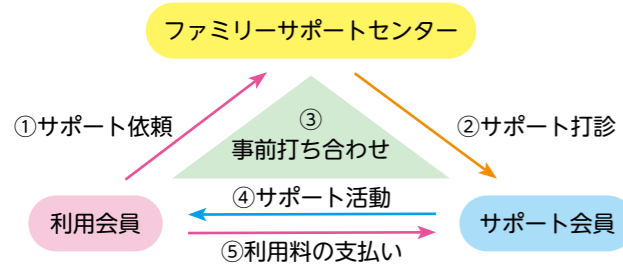 ファミリーサポートセンター
①サポート依頼
③
事前打ち合わせ
②サポート打診
利用会員
④サポート活動
⑤利用料の支払い
サポート会員